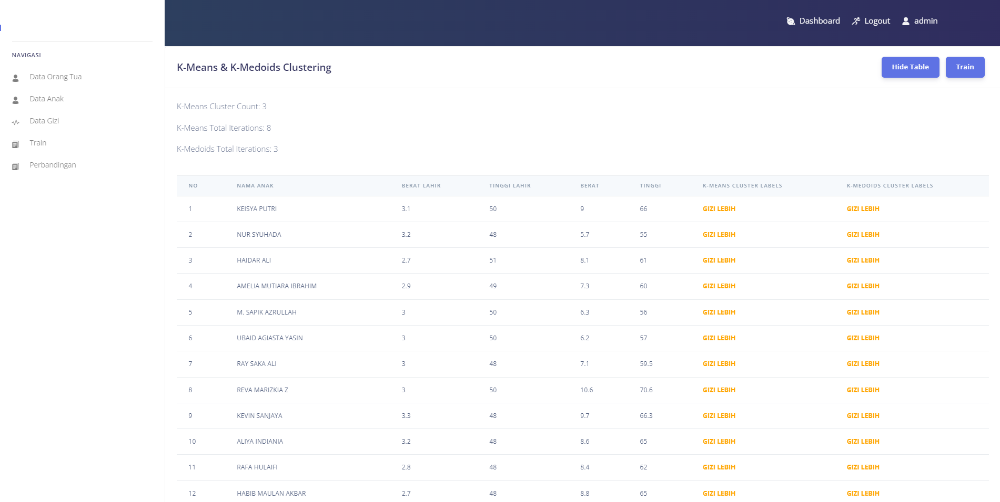 Dashboard Logout admin
NAVIGASI
Data Orang Tua
Data Anak
Data Gizi
Train
Perbandingan
K-Means & K-Medoids Clustering
Hide Table Train
K-Means Cluster Count: 3
K-Means Total Iterations: 8
K-Medoids Total Iterations: 3
NO NAMA ANAK BERAT LAHIR TINGGI LAHIR BERAT TINGGI K-MEANS CLUSTER LABELS K-MEDOIDS CLUSTER LABELS
1 KEISYA PUTRI 3.1 50 9 66 GIZI LEBIH GIZI LEBIH
2 NUR SYUHADA 3.2 48 5.7 55 GIZI LEBIH GIZI LEBIH
3 HAIDAR ALI 2.7 51 8.1 61 GIZI LEBIH GIZI LEBIH
4 AMELIA MUTIARA IBRAHIM 2.9 49 7.3 60 GIZI LEBIH GIZI LEBIH
5 M. SAPIK AZRULLAH 3 50 6.3 56 GIZI LEBIH GIZI LEBIH
6 UBAID AGIASTA YASIN 3 50 6.2 57 GIZI LEBIH GIZI LEBIH
7 RAY SAKA ALI 3 48 7.1 59.5 GIZI LEBIH GIZI LEBIH
8 REVA MARIZKIA Z 3 50 10.6 70.6 GIZI LEBIH GIZI LEBIH
9 KEVIN SANJAYA 3.3 48 9.7 66.3 GIZI LEBIH GIZI LEBIH
10 ALIYA INDIANIA 3.2 48 8.6 65 GIZI LEBIH GIZI LEBIH
11 RAFA HULAIFI 2.8 48 8.4 62 GIZI LEBIH GIZI LEBIH
12 HABIB MAULAN AKBAR 2.7 48 8.8 65 GIZI LEBIH GIZI LEBIH